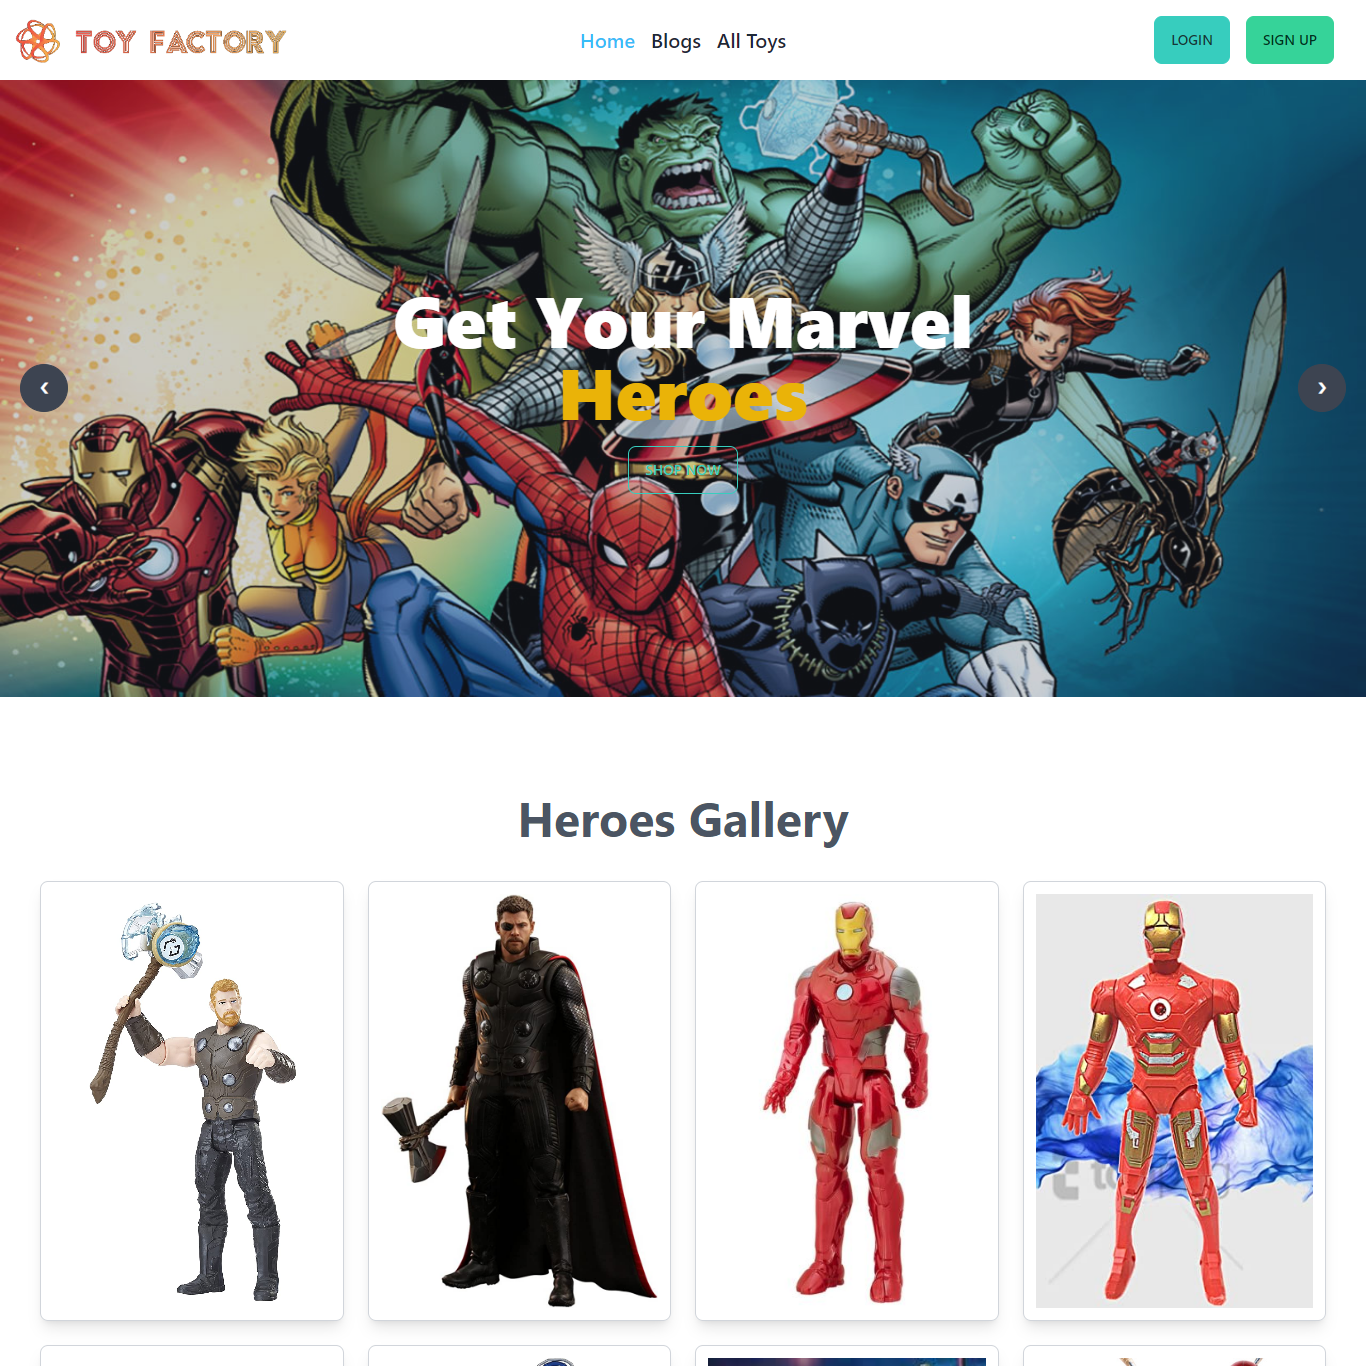 TOY FACTORY
Home Blogs All Toys
LOGIN SIGN UP
Get Your Marvel
Heroes
‹ ›
SHOP NOW
Heroes Gallery